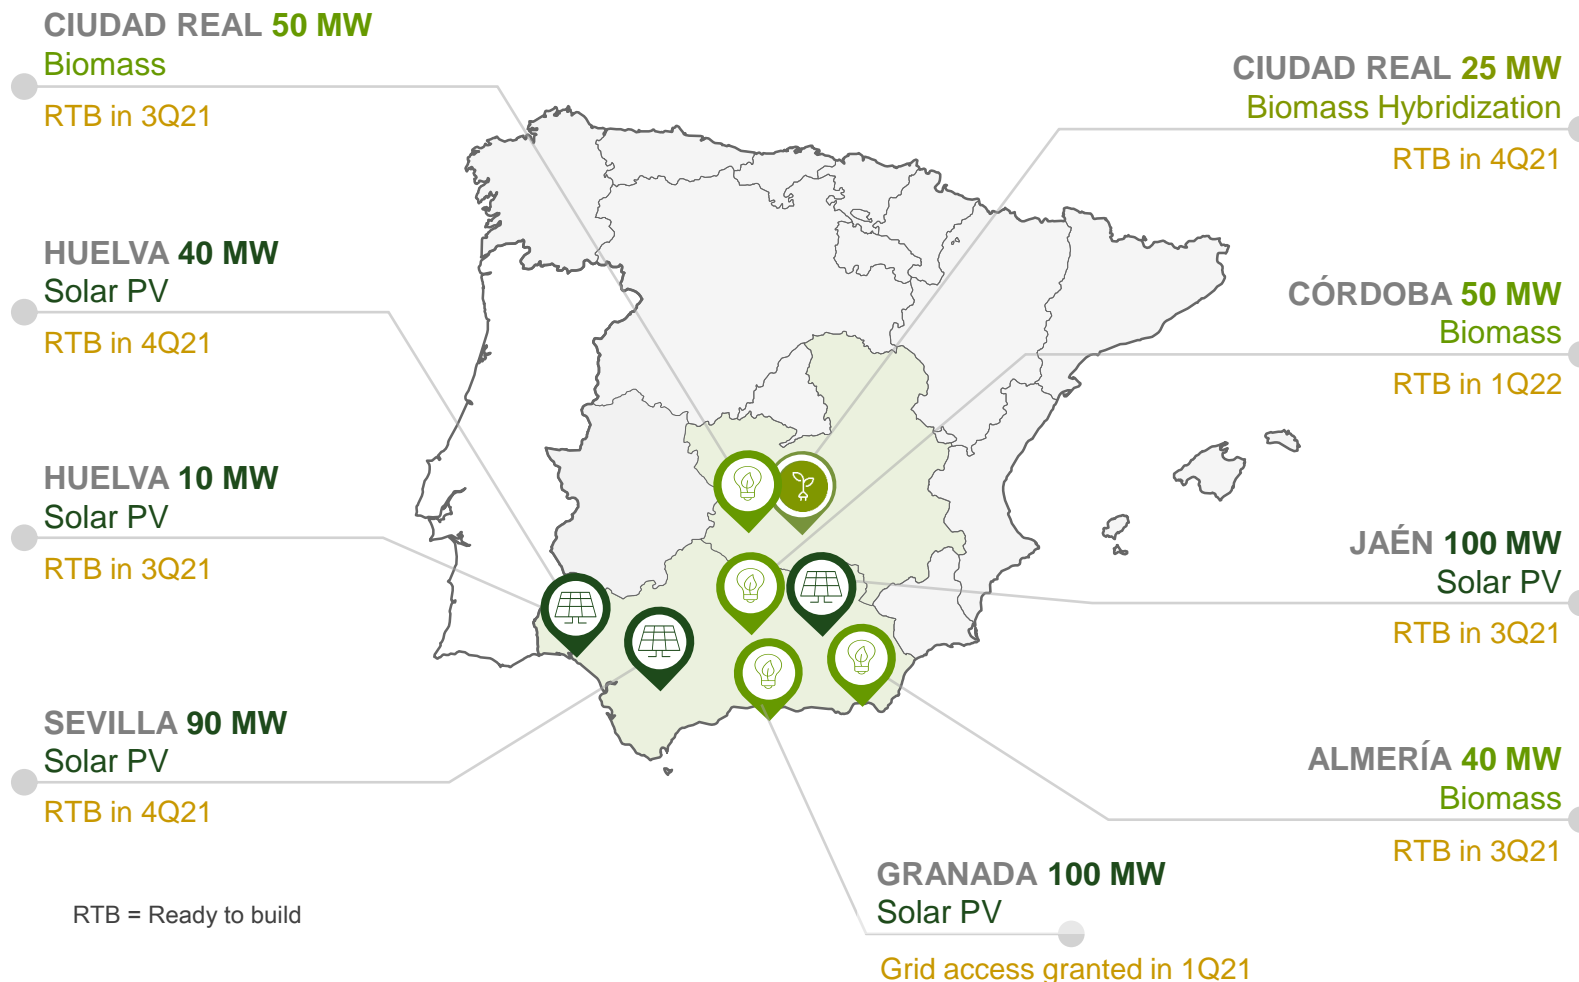 CIUDAD REAL 50 MW
Biomass
RTB in 3Q21
CIUDAD REAL 25 MW
Biomass Hybridization
RTB in 4Q21
HUELVA 40 MW
Solar PV
RTB in 4Q21
CÓRDOBA 50 MW
Biomass
RTB in 1Q22
HUELVA 10 MW
Solar PV
RTB in 3Q21
JAÉN 100 MW
Solar PV
RTB in 3Q21
SEVILLA 90 MW
Solar PV
RTB in 4Q21
ALMERÍA 40 MW
Biomass
RTB in 3Q21
GRANADA 100 MW
Solar PV
Grid access granted in 1Q21
RTB = Ready to build